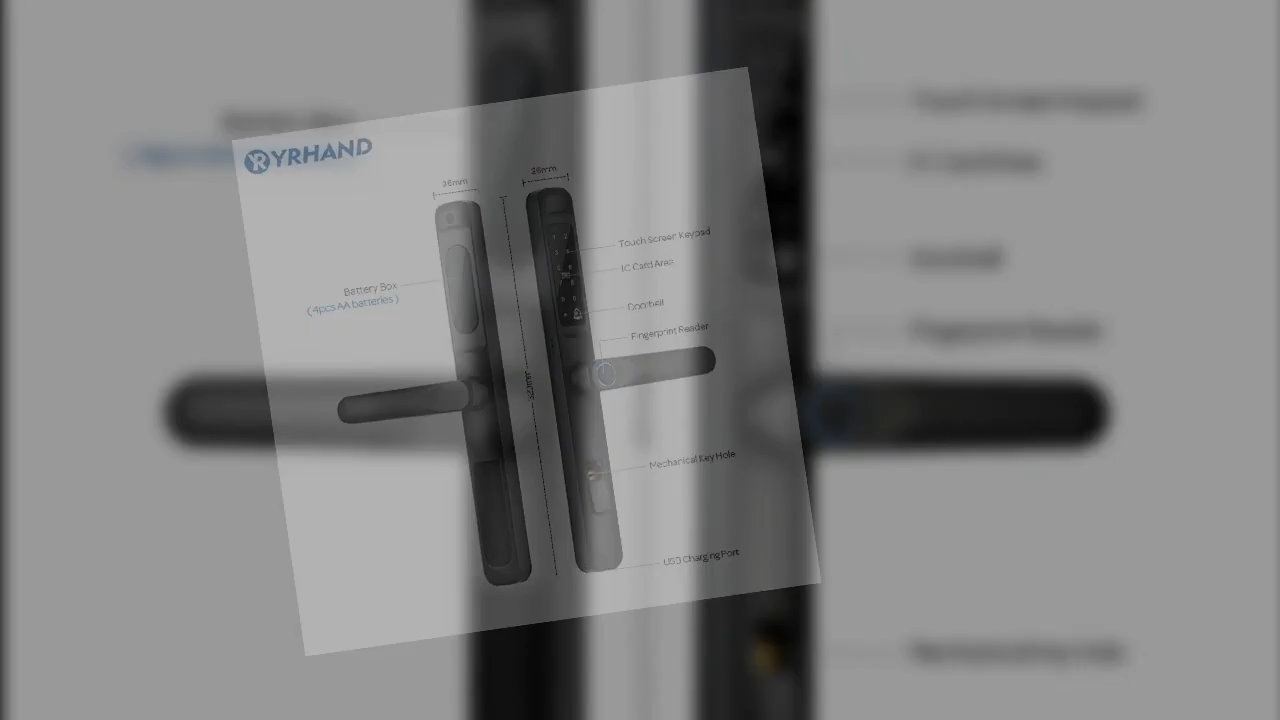 YRHAND
36mm
36mm
Touch Screen Keypad
IC Card Area
Battery Box
(4pcs AA batteries)
Doorbell
Fingerprint Reader
Mechanical Key Hole
USB Charging Port